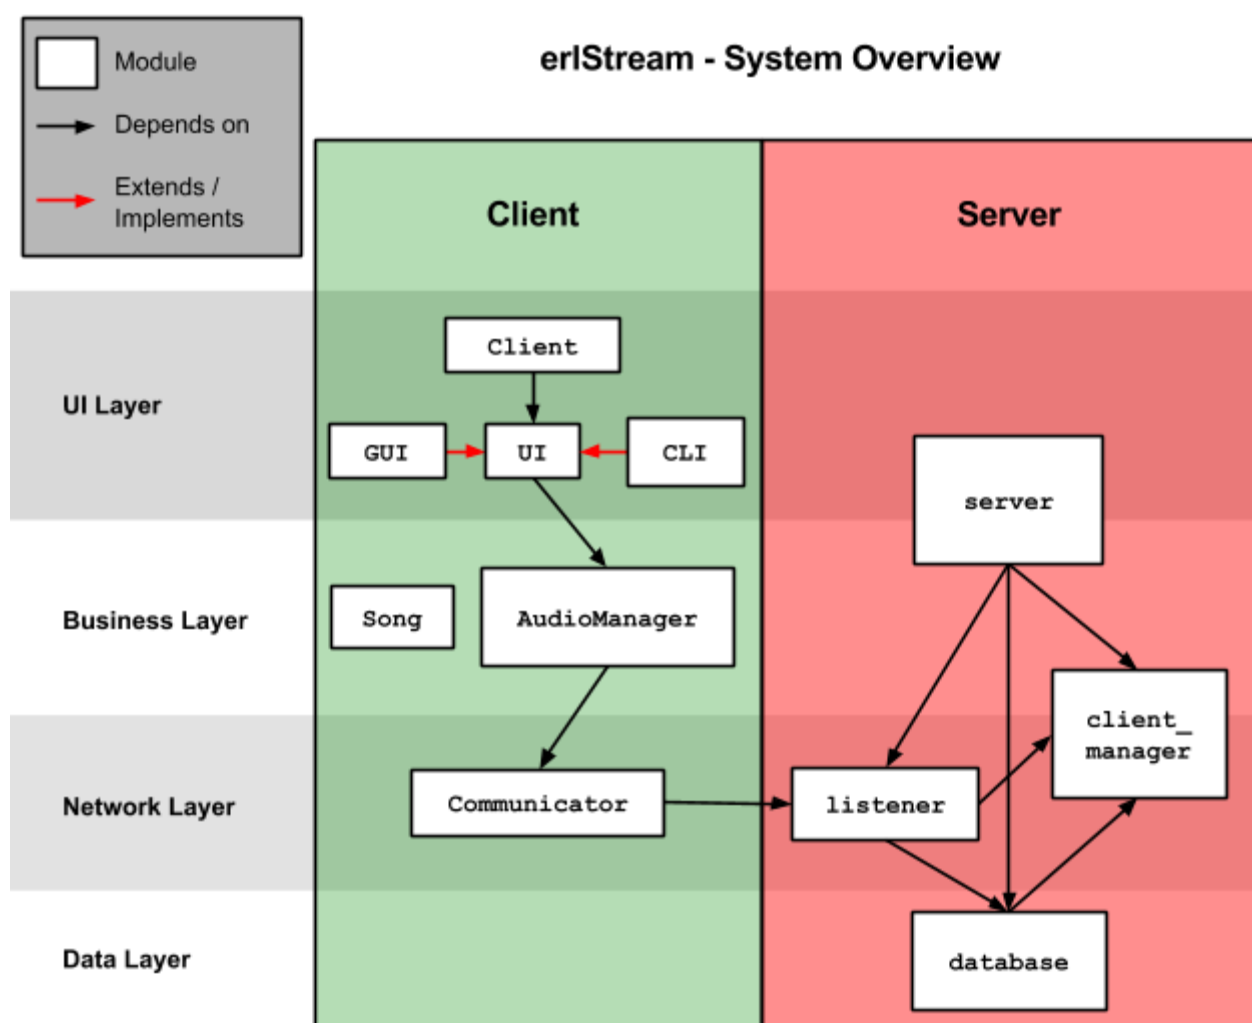 Module
Depends on
Extends /
Implements
erlStream - System Overview
Client
Server
UI Layer
Client
GUI
UI
CLI
server
Business Layer
Song
AudioManager
client_
manager
Network Layer
Communicator
listener
Data Layer
database